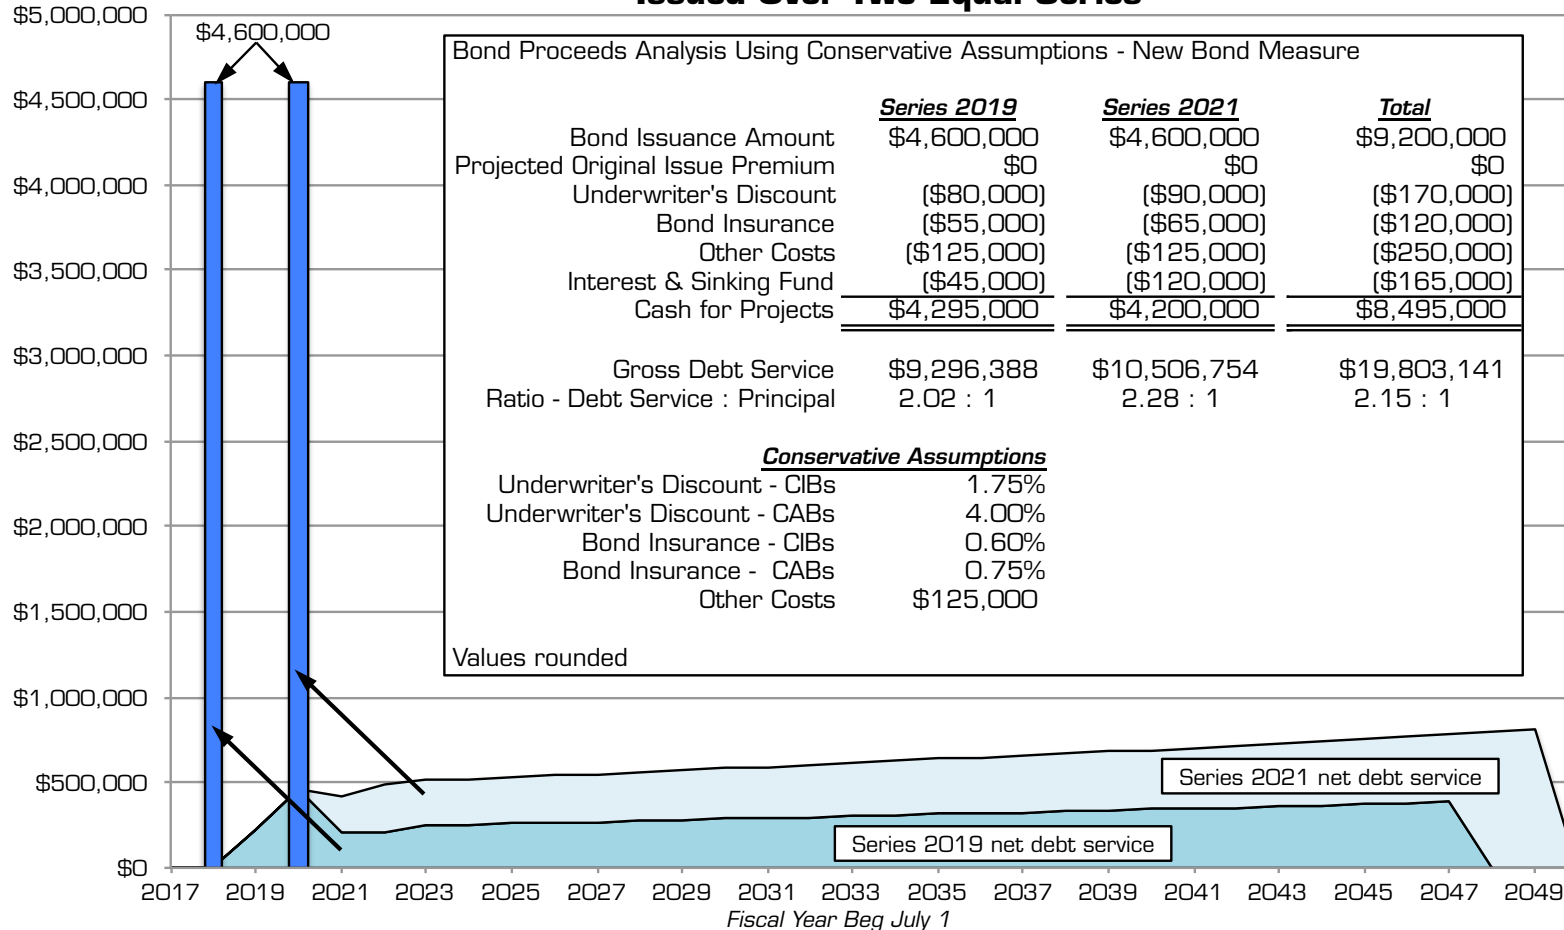 Issued Over Two Equal Series
$5,000,000
$4,600,000
$4,500,000
$4,000,000
$3,500,000
$3,000,000
$2,500,000
$2,000,000
$1,500,000
$1,000,000
$500,000
$0
Bond Proceeds Analysis Using Conservative Assumptions - New Bond Measure
Series 2019 Series 2021 Total
Bond Issuance Amount $4,600,000 $4,600,000 $9,200,000
Projected Original Issue Premium $0 $0 $0
Underwriter's Discount ($80,000) ($90,000) ($170,000)
Bond Insurance ($55,000) ($65,000) ($120,000)
Other Costs ($125,000) ($125,000) ($250,000)
Interest & Sinking Fund ($45,000) ($120,000) ($165,000)
Cash for Projects $4,295,000 $4,200,000 $8,495,000
Gross Debt Service $9,296,388 $10,506,754 $19,803,141
Ratio - Debt Service : Principal 2.02 : 1 2.28 : 1 2.15 : 1
Conservative Assumptions
Underwriter's Discount - CIBs 1.75%
Underwriter's Discount - CABs 4.00%
Bond Insurance - CIBs 0.60%
Bond Insurance - CABs 0.75%
Other Costs $125,000
Values rounded
Series 2021 net debt service
Series 2019 net debt service
2017 2019 2021 2023 2025 2027 2029 2031 2033 2035 2037 2039 2041 2043 2045 2047 2049
Fiscal Year Beg July 1